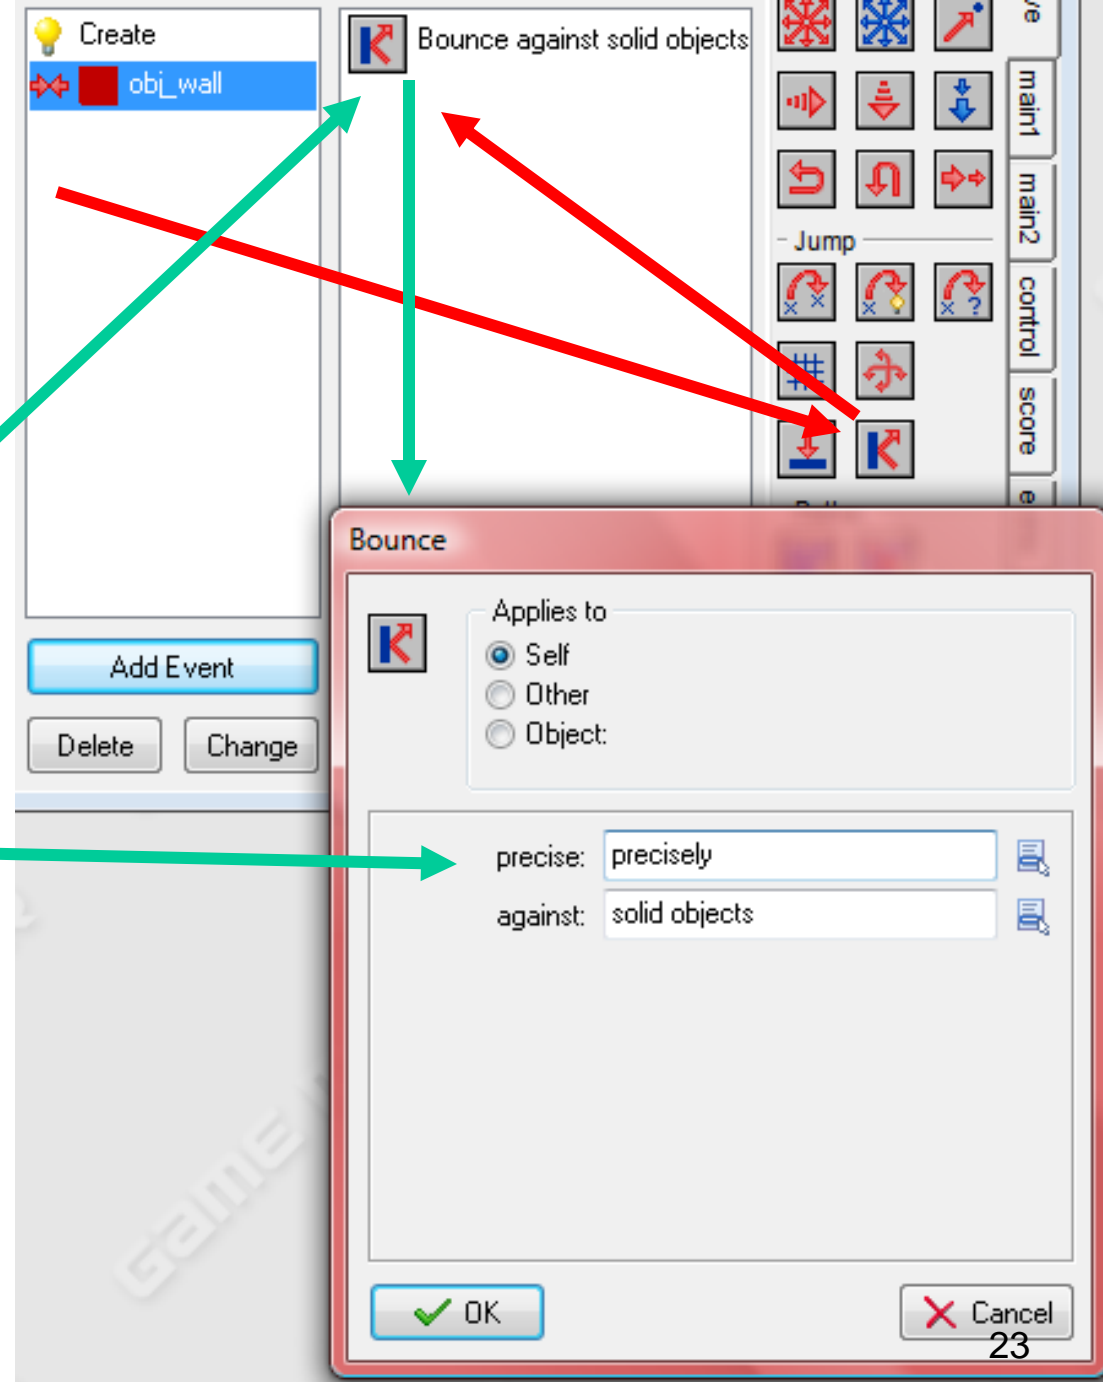 Create
obj_wall
Bounce against solid objects
ve
main1
main2
control
score
Jump
Bounce
Applies to
Self
Other
Object:
Add Event
Delete
Change
precise:
precisely
against:
solid objects
OK
Cancel
23